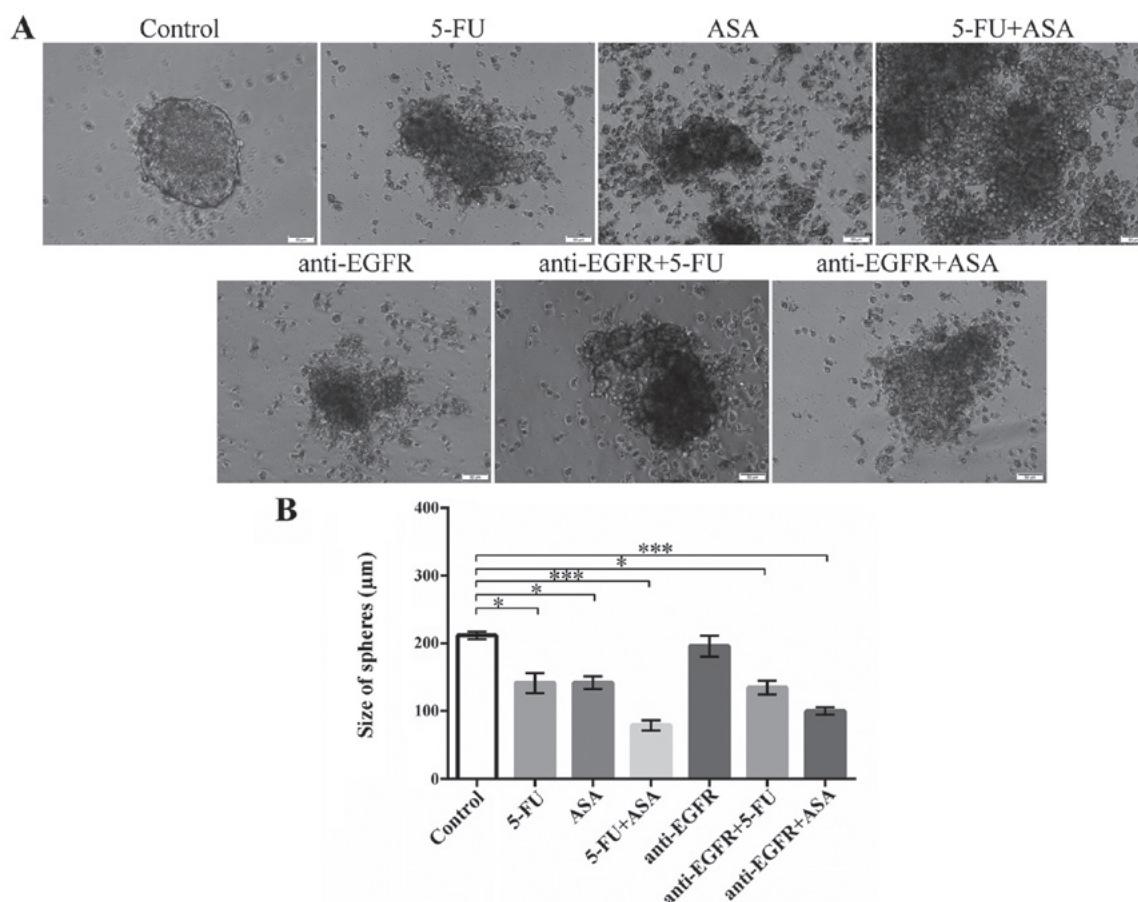 A
Control
5-FU
ASA
5-FU+ASA
anti-EGFR
anti-EGFR+5-FU
anti-EGFR+ASA
B
400
300
200
100
0
Size of spheres (µm)
***
*
***
*
*
Control
5-FU
ASA
5-FU+ASA
anti-EGFR
anti-EGFR+5-FU
anti-EGFR+ASA